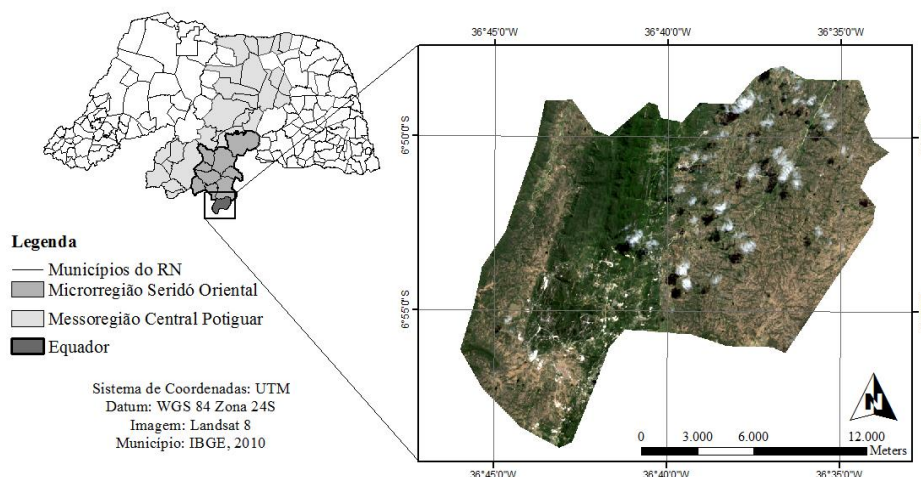 36°45'0"W 36°40'0"W 36°35'0"W
6°50'0"S
6°55'0"S
Legenda
Municípios do RN
Microrregião Seridó Oriental
Messoregião Central Potiguar
Equador
Sistema de Coordenadas: UTM
Datum: WGS 84 Zona 24S
Imagem: Landsat 8
Município: IBGE, 2010
N
0 3.000 6.000 12.000
Meters
36°45'0"W 36°40'0"W 36°35'0"W